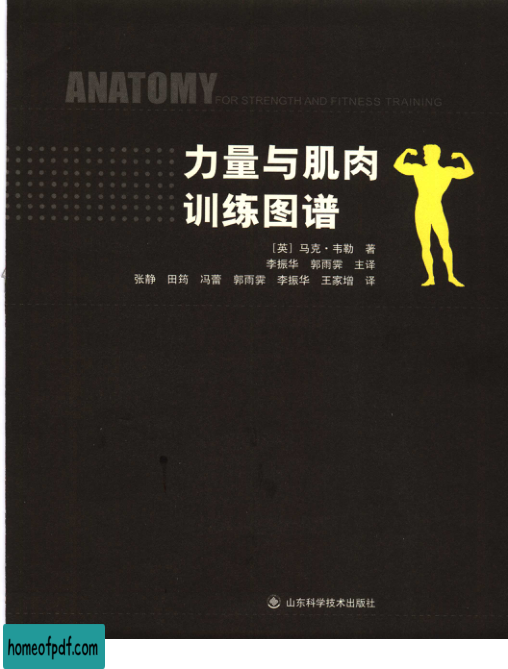 ANATOMY FOR STRENGTH AND FITNESS TRAINING
力量与肌肉
训练图谱
[英] 马克·韦勒 著
李振华 郭雨霁 主译
张静 田筠 冯蕾 郭雨霁 李振华 王家增 译
山东科学技术出版社
homeofpdf.com